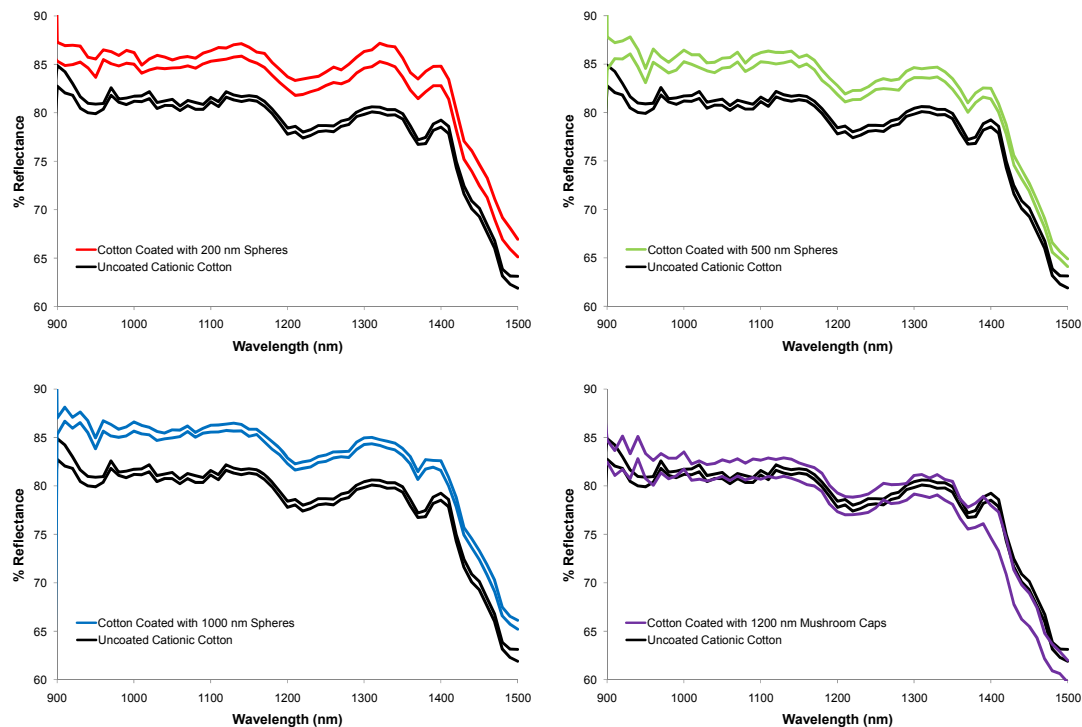 90
85
80
75
70
65
60
% Reflectance
Cotton Coated with 200 nm Spheres
Uncoated Cationic Cotton
900 1000 1100 1200 1300 1400 1500
Wavelength (nm)
90
85
80
75
70
65
60
% Reflectance
Cotton Coated with 500 nm Spheres
Uncoated Cationic Cotton
900 1000 1100 1200 1300 1400 1500
Wavelength (nm)
90
85
80
75
70
65
60
% Reflectance
Cotton Coated with 1000 nm Spheres
Uncoated Cationic Cotton
900 1000 1100 1200 1300 1400 1500
Wavelength (nm)
90
85
80
75
70
65
60
% Reflectance
Cotton Coated with 1200 nm Mushroom Caps
Uncoated Cationic Cotton
900 1000 1100 1200 1300 1400 1500
Wavelength (nm)